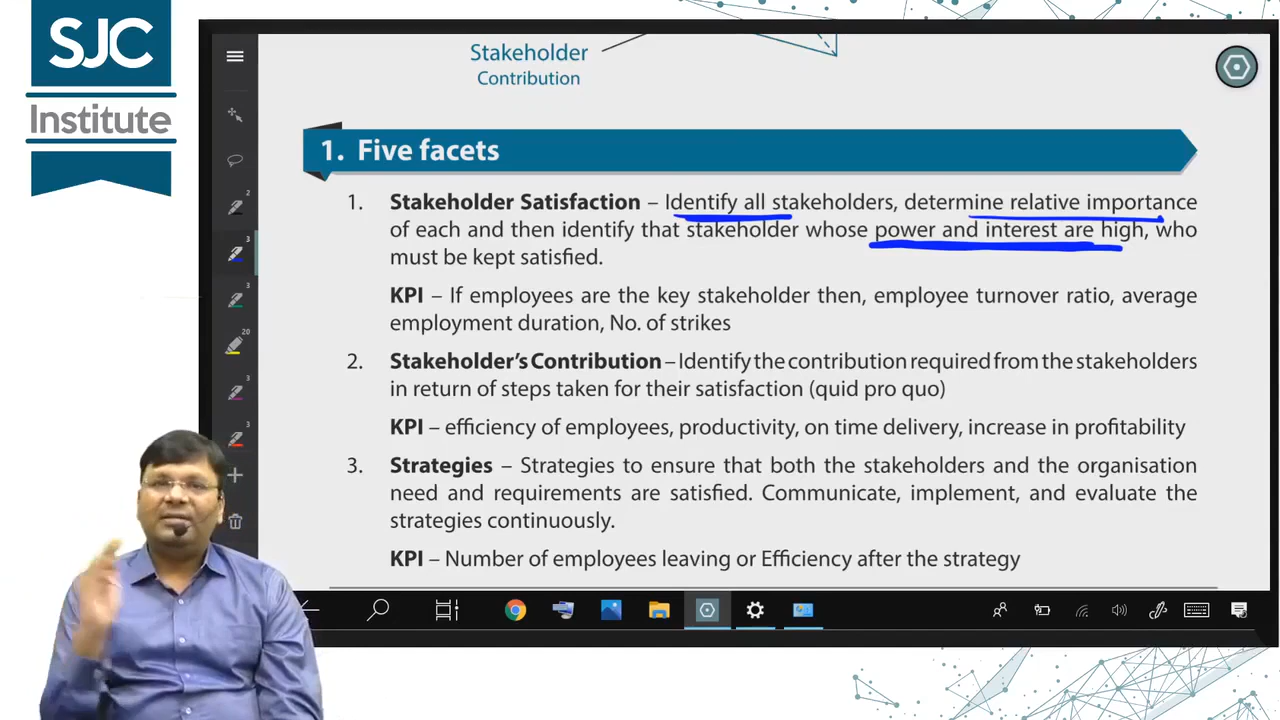 SJC
Institute
Stakeholder
Contribution
1. Five facets
1. Stakeholder Satisfaction – Identify all stakeholders, determine relative importance
of each and then identify that stakeholder whose power and interest are high, who
must be kept satisfied.
KPI – If employees are the key stakeholder then, employee turnover ratio, average
employment duration, No. of strikes
2. Stakeholder's Contribution – Identify the contribution required from the stakeholders
in return of steps taken for their satisfaction (quid pro quo)
KPI – efficiency of employees, productivity, on time delivery, increase in profitability
3. Strategies – Strategies to ensure that both the stakeholders and the organisation
need and requirements are satisfied. Communicate, implement, and evaluate the
strategies continuously.
KPI – Number of employees leaving or Efficiency after the strategy
2
3
3
20
3
3